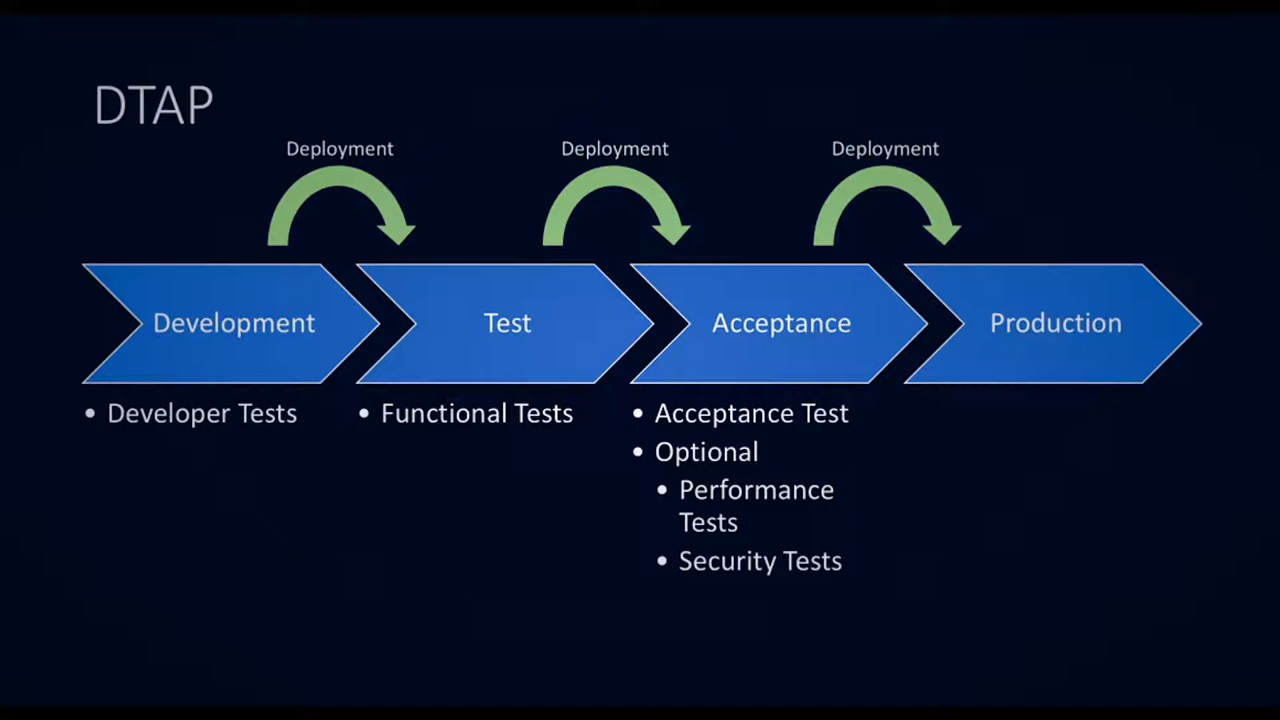 DTAP
Deployment
Deployment
Deployment
Development
Test
Acceptance
Production
• Developer Tests
• Functional Tests
• Acceptance Test
• Optional
• Performance
Tests
• Security Tests